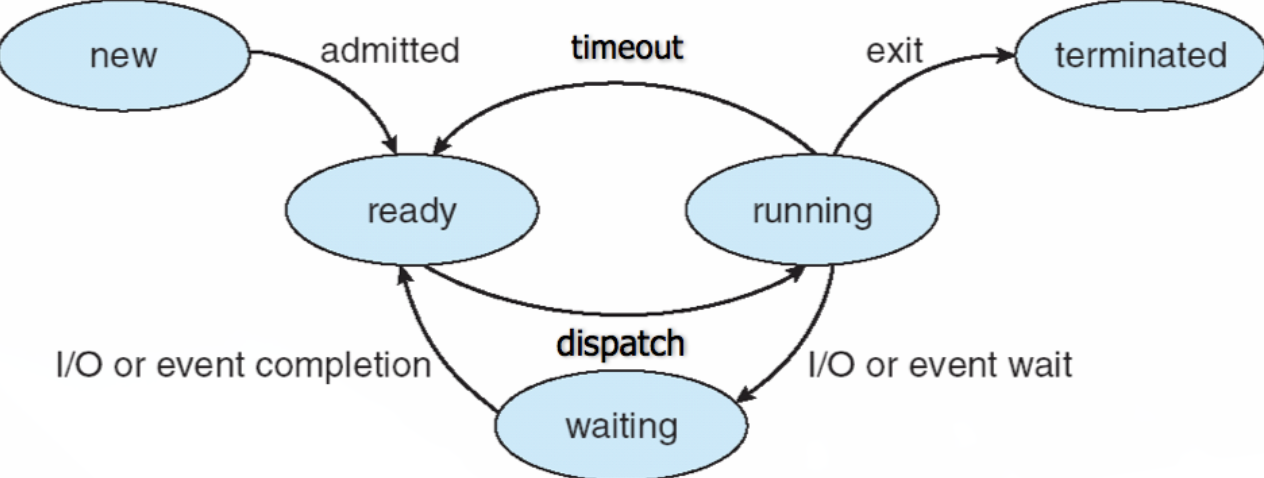 new
admitted
timeout
exit
terminated
ready
running
dispatch
I/O or event completion
I/O or event wait
waiting